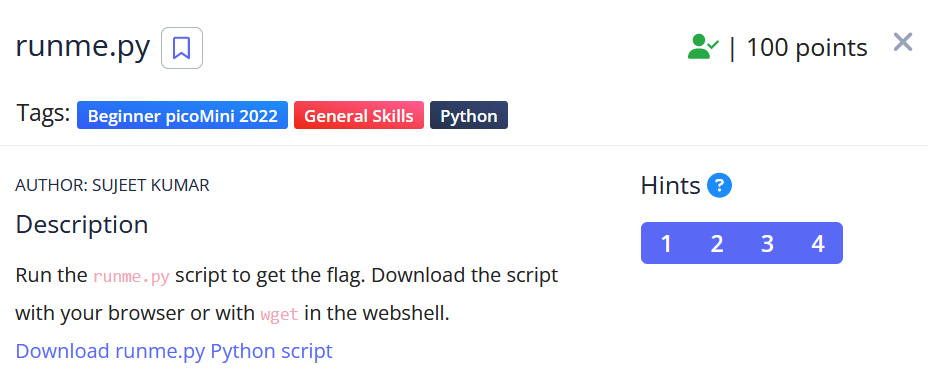 runme.py | 100 points ×
Tags: Beginner picoMini 2022 General Skills Python
AUTHOR: SUJEET KUMAR
Hints ?
Description
1 2 3 4
Run the runme.py script to get the flag. Download the script
with your browser or with wget in the webshell.
Download runme.py Python script